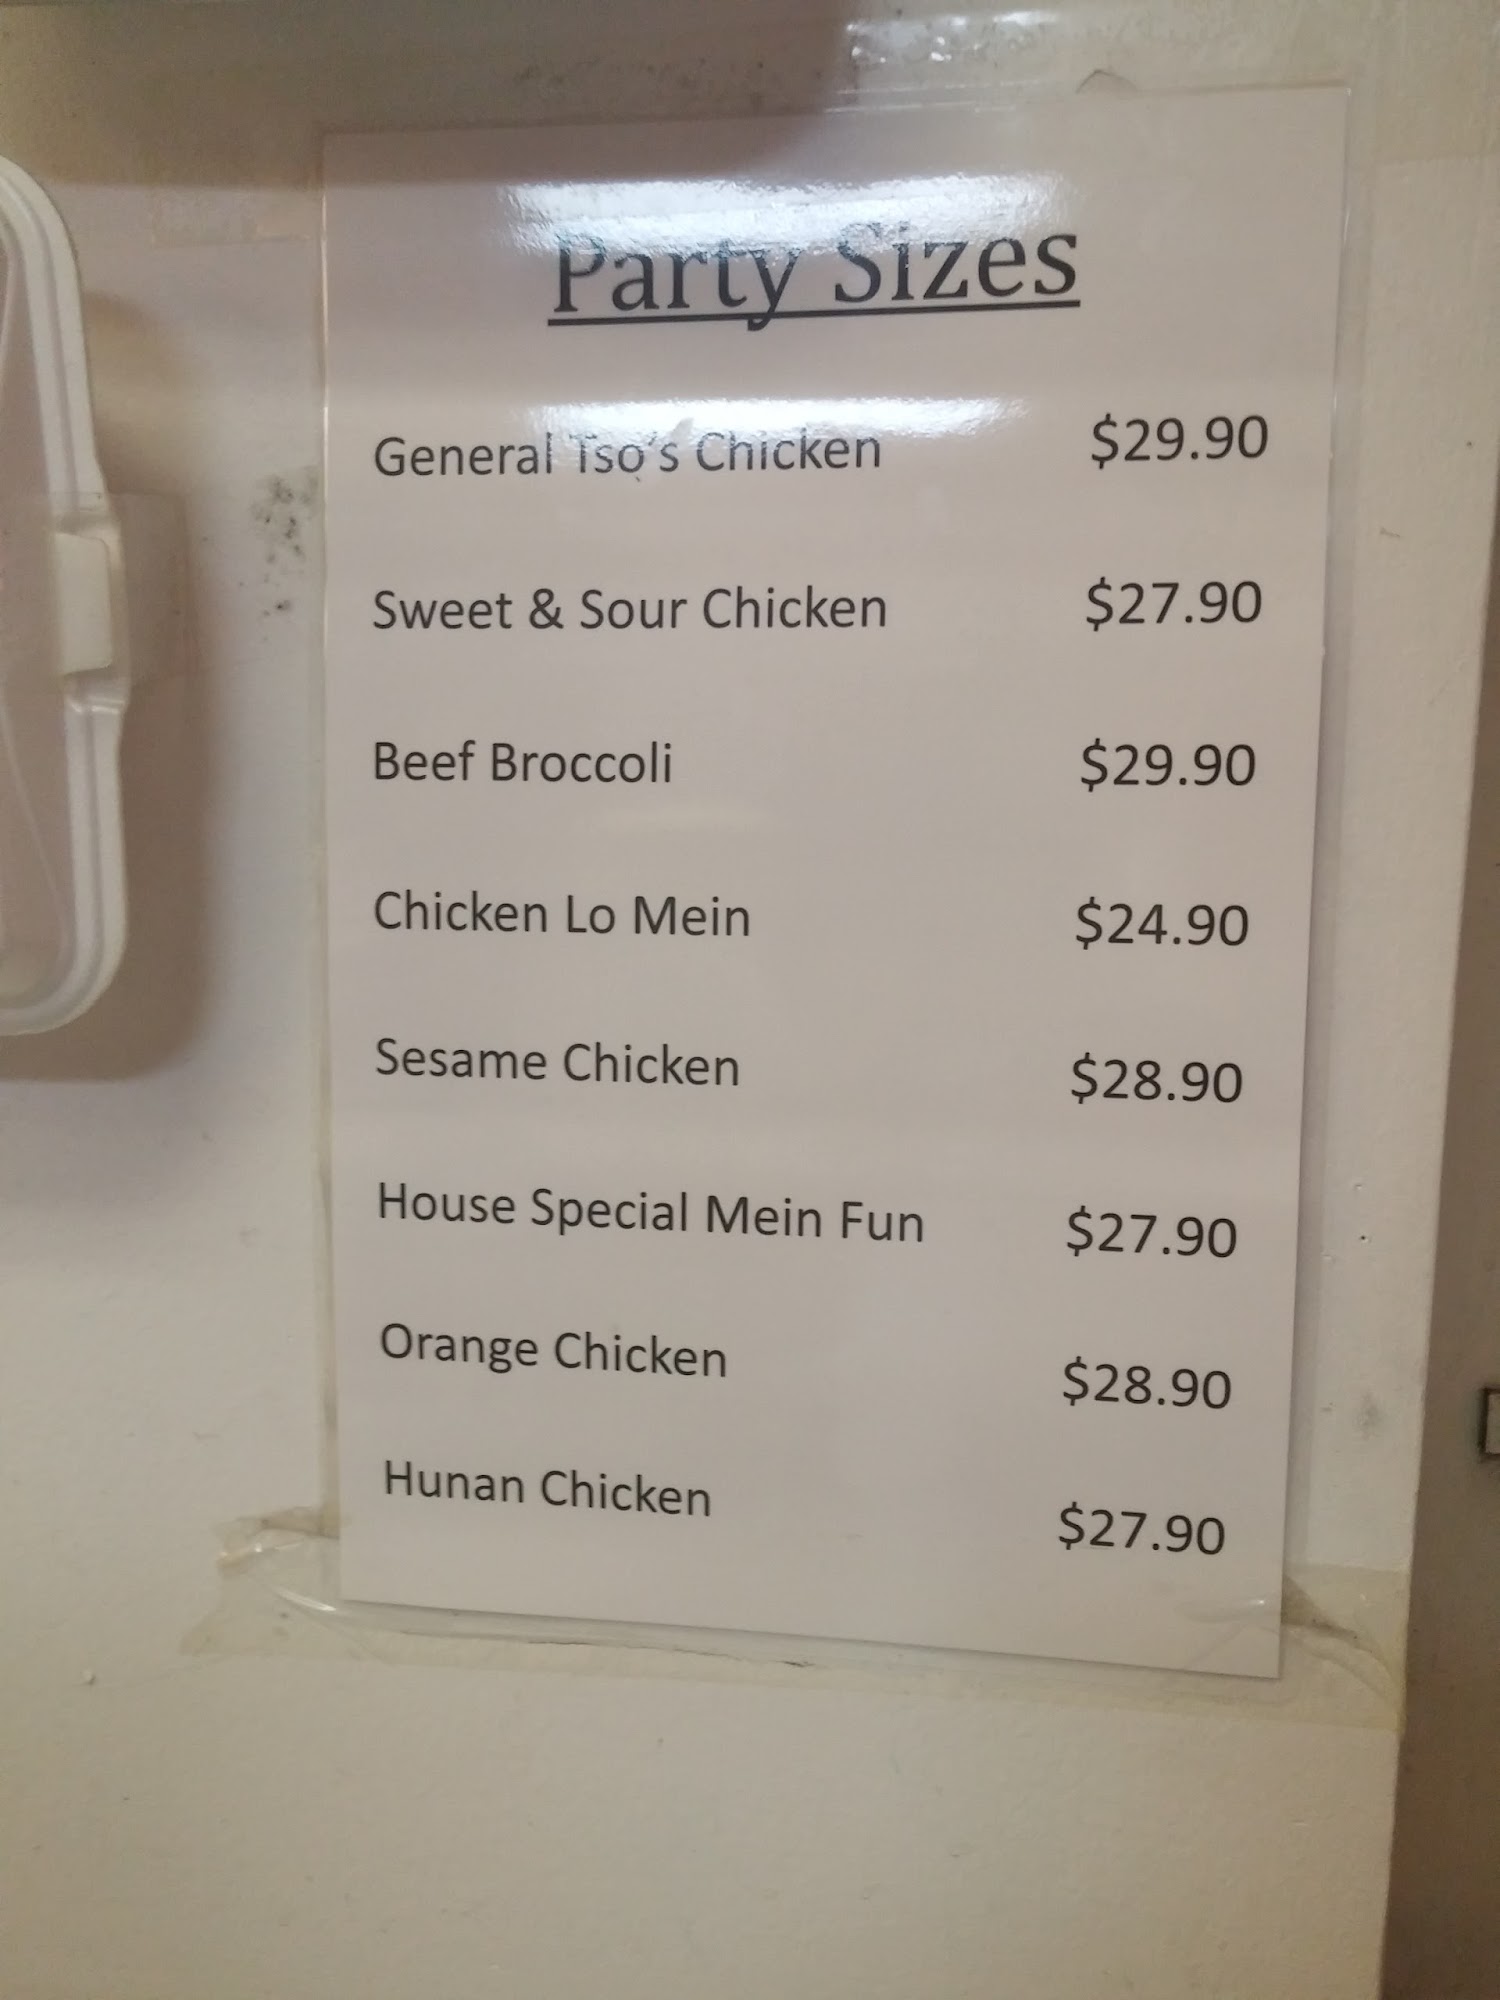 Party Sizes
General Tso's Chicken $29.90
Sweet & Sour Chicken $27.90
Beef Broccoli $29.90
Chicken Lo Mein $24.90
Sesame Chicken $28.90
House Special Mein Fun $27.90
Orange Chicken $28.90
Hunan Chicken $27.90